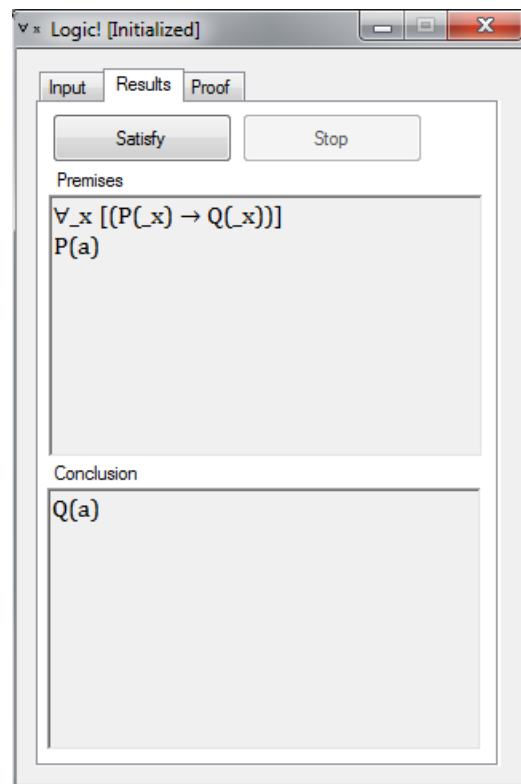 ∀ x Logic! [Initialized]
Input Results Proof
Satisfy Stop
Premises
∀_x [(P(_x) → Q(_x))]
P(a)
Conclusion
Q(a)